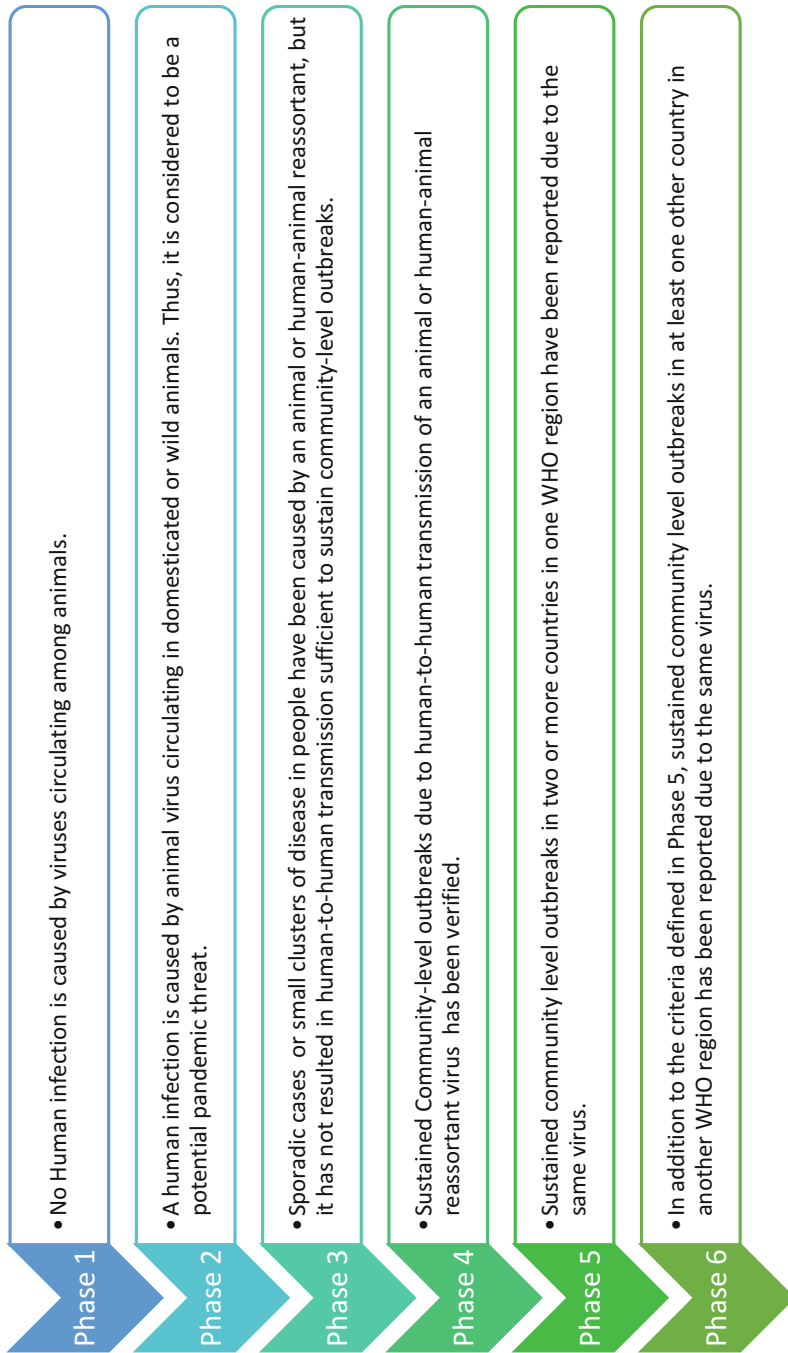 Phase 1
• No Human infection is caused by viruses circulating among animals.
Phase 2
• A human infection is caused by animal virus circulating in domesticated or wild animals. Thus, it is considered to be a
potential pandemic threat.
Phase 3
• Sporadic cases or small clusters of disease in people have been caused by an animal or human-animal reassortant, but
it has not resulted in human-to-human transmission sufficient to sustain community-level outbreaks.
Phase 4
• Sustained Community-level outbreaks due to human-to-human transmission of an animal or human-animal
reassortant virus has been verified.
Phase 5
• Sustained community level outbreaks in two or more countries in one WHO region have been reported due to the
same virus.
Phase 6
• In addition to the criteria defined in Phase 5, sustained community level outbreaks in at least one other country in
another WHO region has been reported due to the same virus.